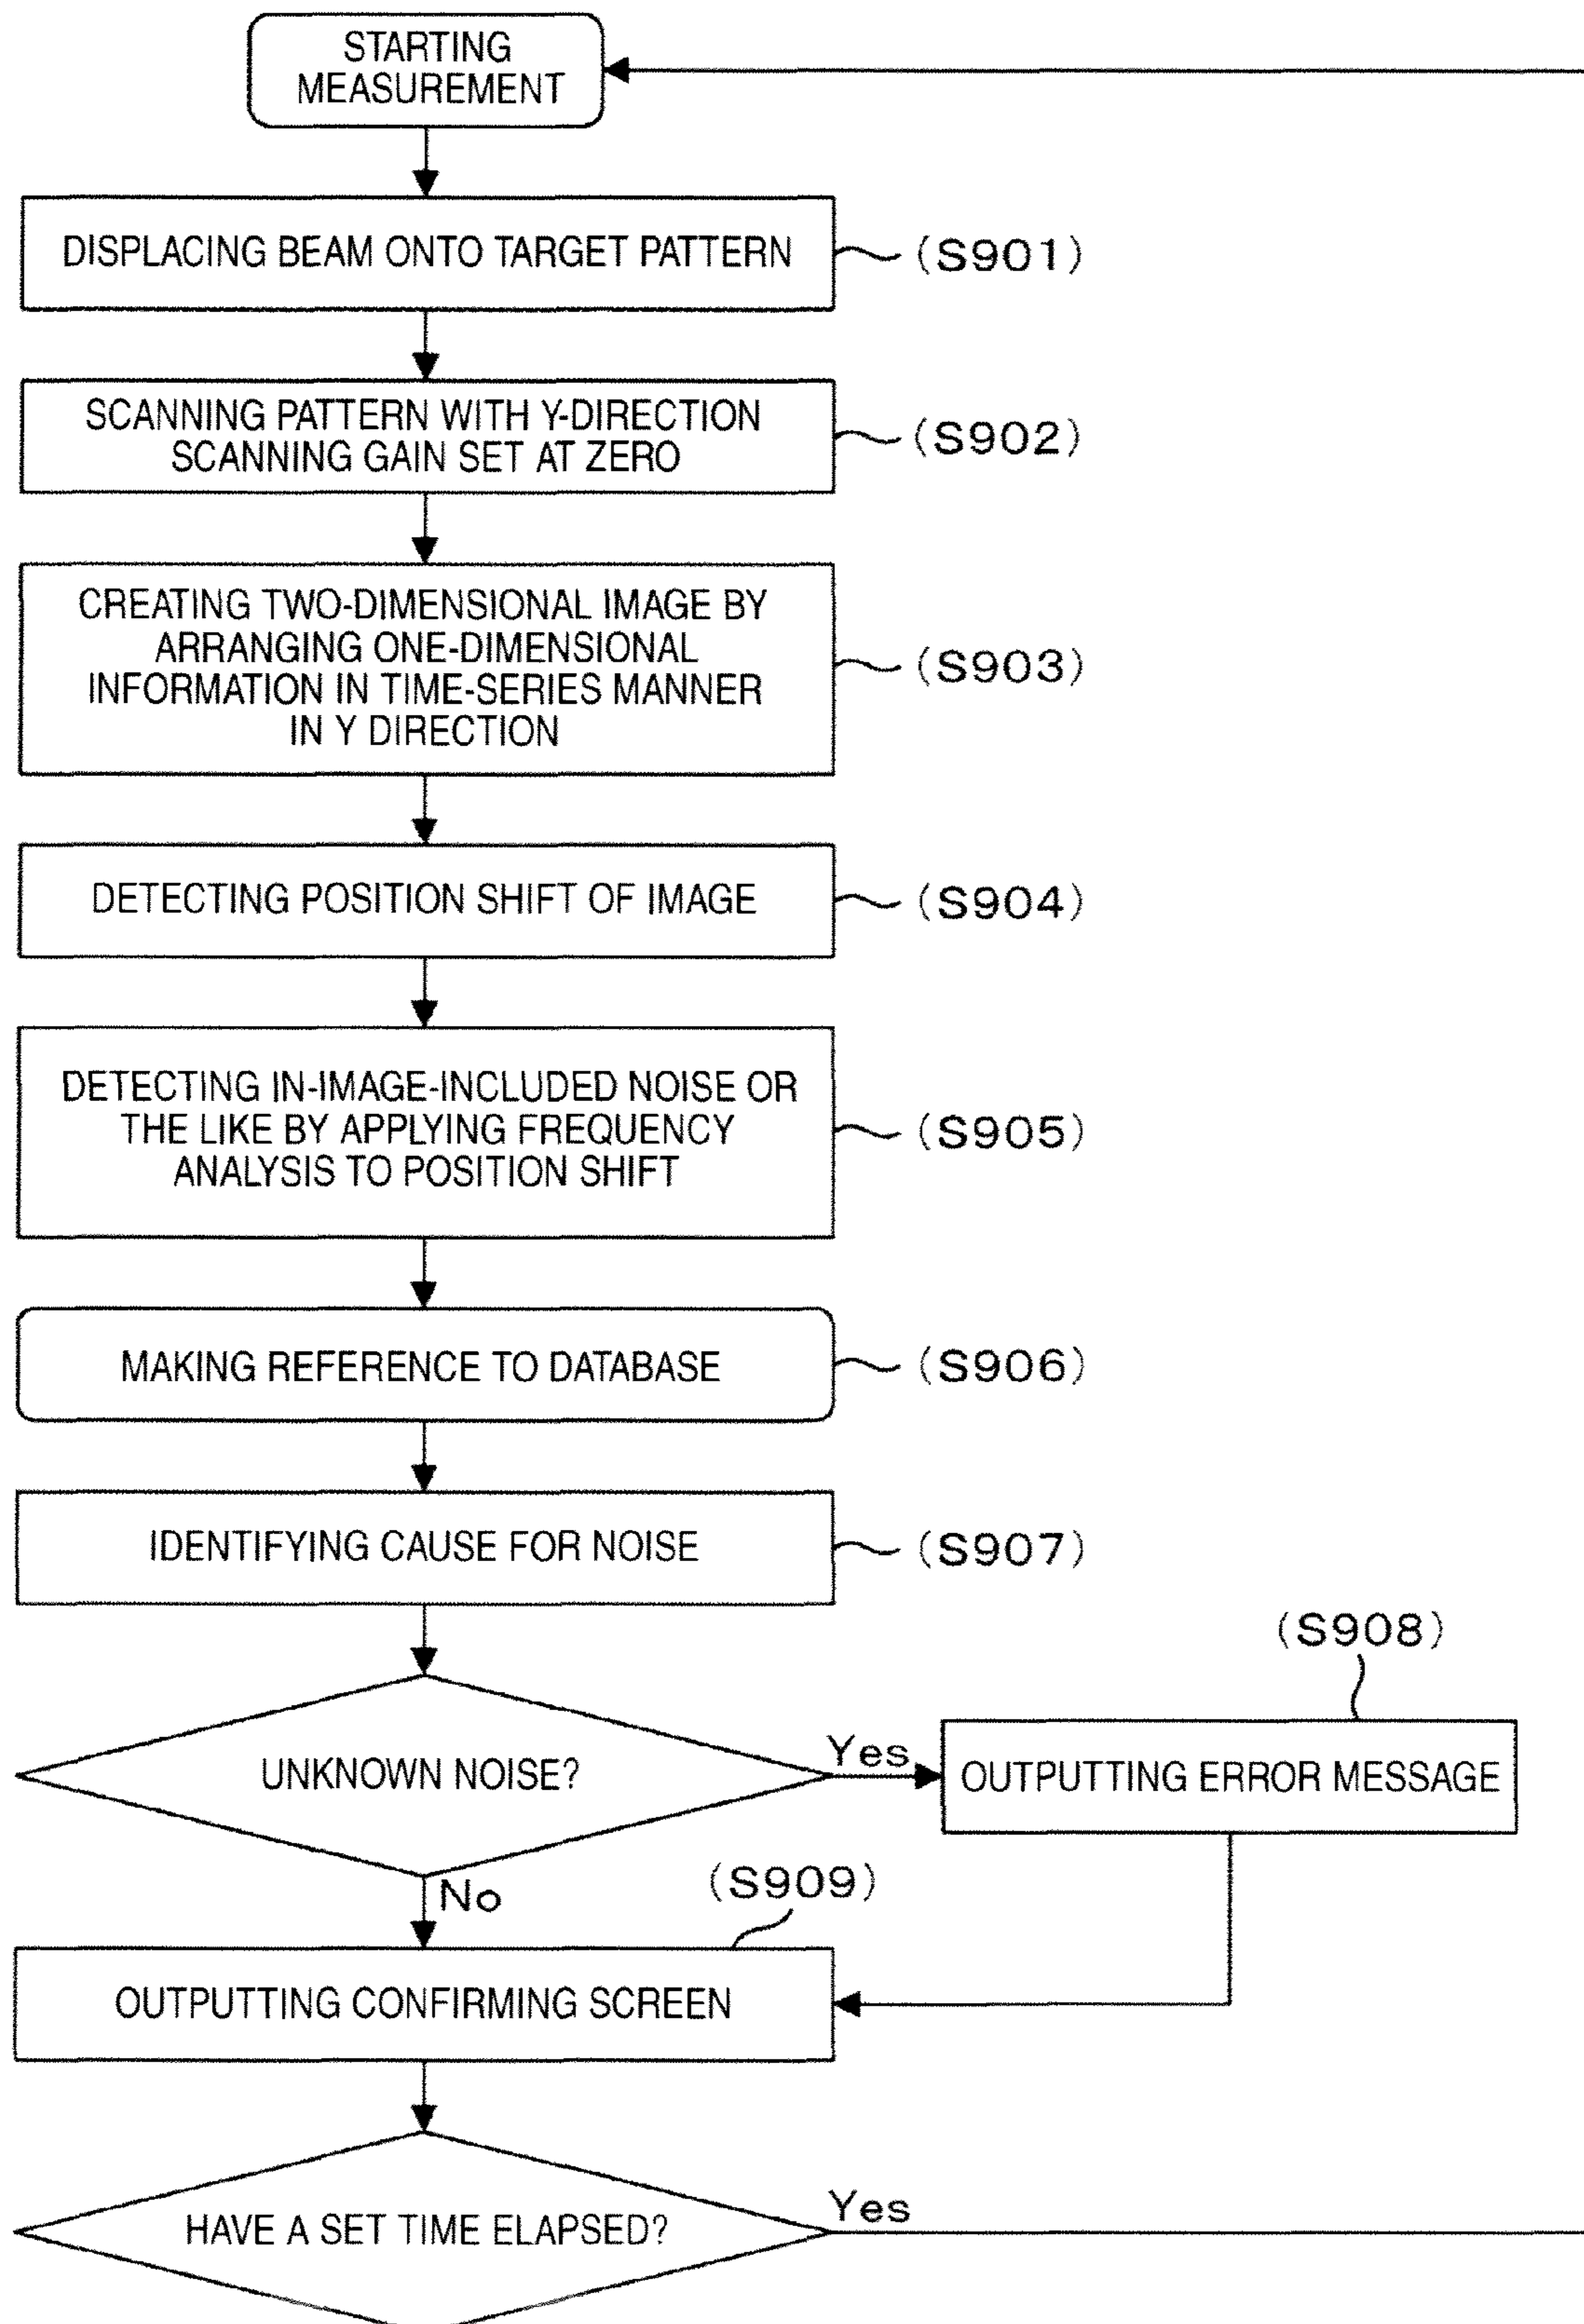 STARTING
MEASUREMENT
DISPLACING BEAM ONTO TARGET PATTERN
(S901)
SCANNING PATTERN WITH Y-DIRECTION
SCANNING GAIN SET AT ZERO
(S902)
CREATING TWO-DIMENSIONAL IMAGE BY
ARRANGING ONE-DIMENSIONAL
INFORMATION IN TIME-SERIES MANNER
IN Y DIRECTION
(S903)
DETECTING POSITION SHIFT OF IMAGE
(S904)
DETECTING IN-IMAGE-INCLUDED NOISE OR
THE LIKE BY APPLYING FREQUENCY
ANALYSIS TO POSITION SHIFT
(S905)
MAKING REFERENCE TO DATABASE
(S906)
IDENTIFYING CAUSE FOR NOISE
(S907)
UNKNOWN NOISE?
Yes
(S908)
OUTPUTTING ERROR MESSAGE
No
(S909)
OUTPUTTING CONFIRMING SCREEN
HAVE A SET TIME ELAPSED?
Yes